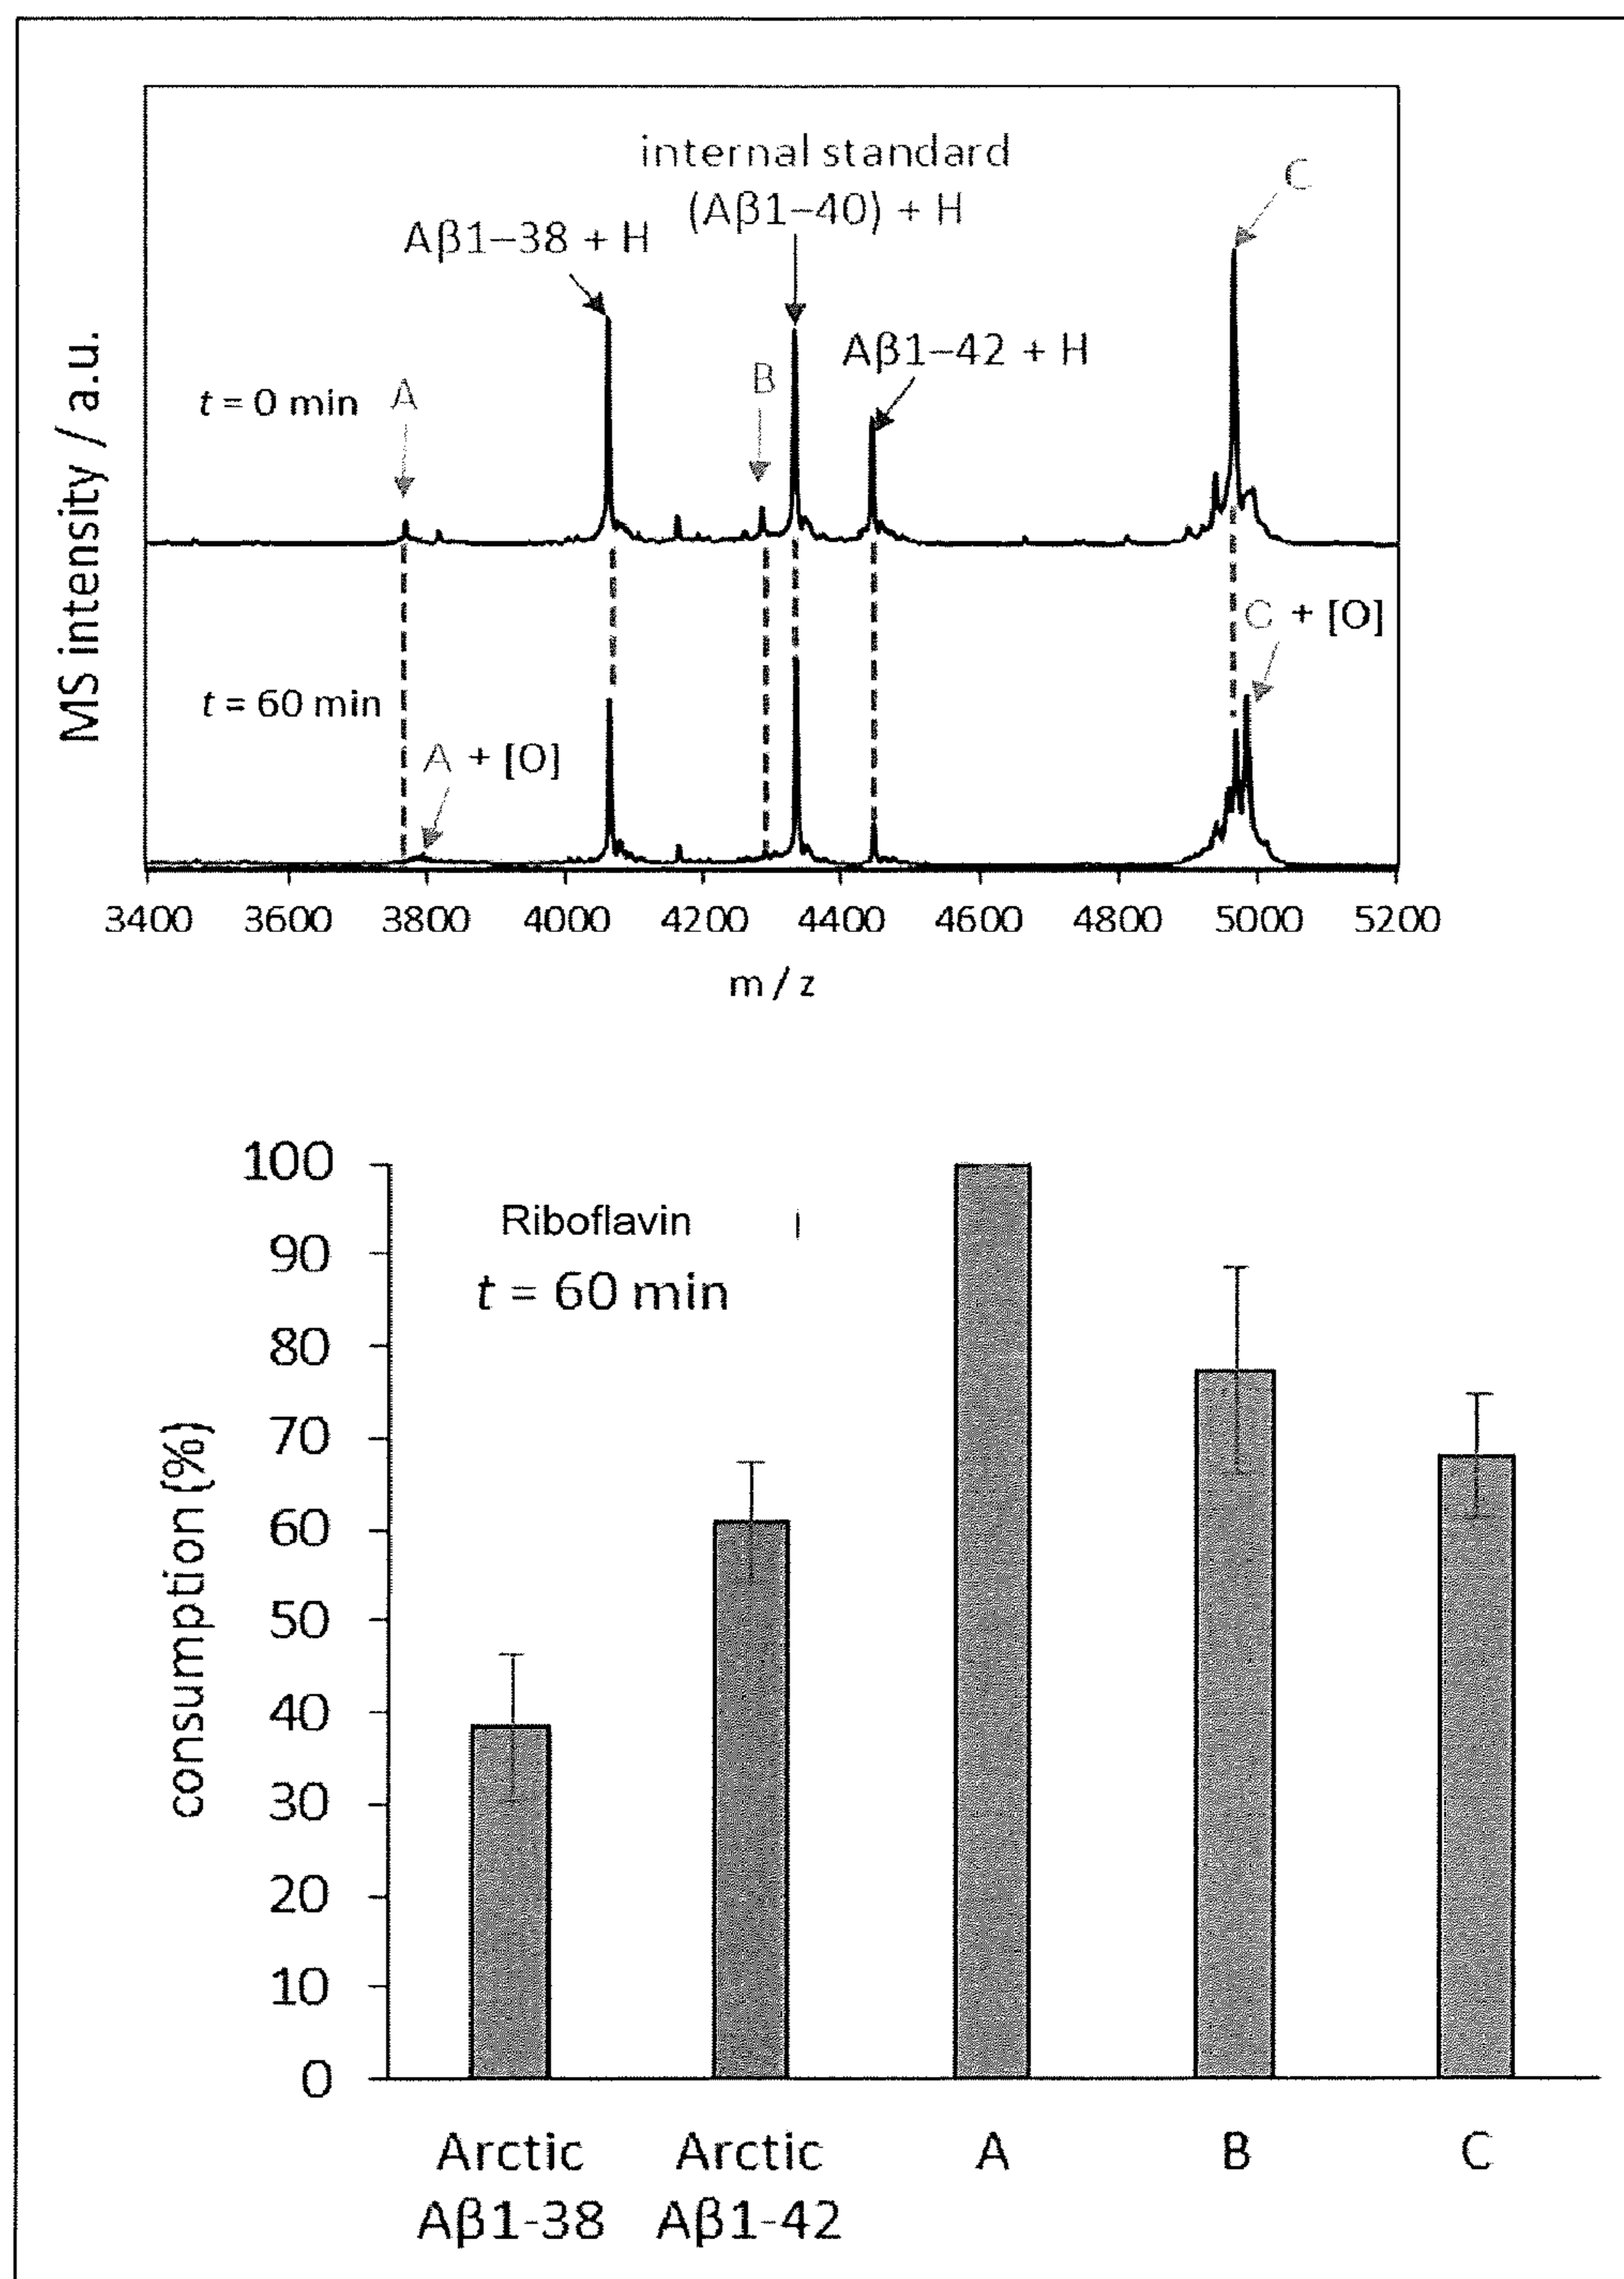 internal standard
(Aβ1–40) + H
C
Aβ1–38 + H
Aβ1–42 + H
B
A
t = 0 min
C + [O]
t = 60 min
A + [O]
MS intensity / a.u.
3400 3600 3800 4000 4200 4400 4600 4800 5000 5200
m / z
100
90
80
70
60
50
40
30
20
10
0
Riboflavin
t = 60 min
consumption (%)
Arctic Arctic A B C
Aβ1-38 Aβ1-42